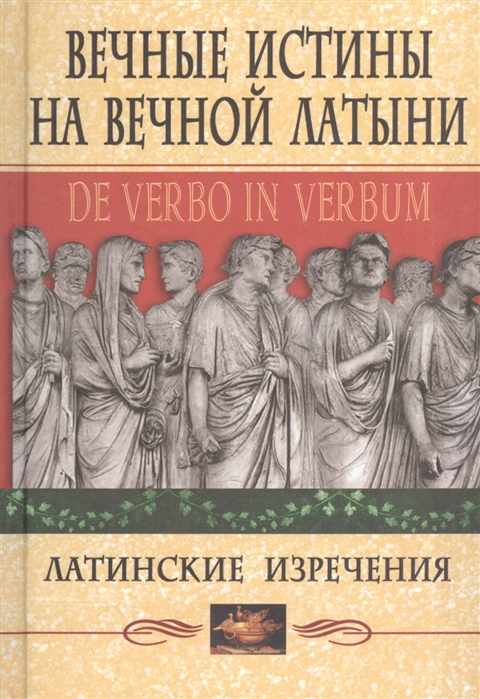 ВЕЧНЫЕ ИСТИНЫ
НА ВЕЧНОЙ ЛАТЫНИ
DE VERBO IN VERBUM
ЛАТИНСКИЕ ИЗРЕЧЕНИЯ